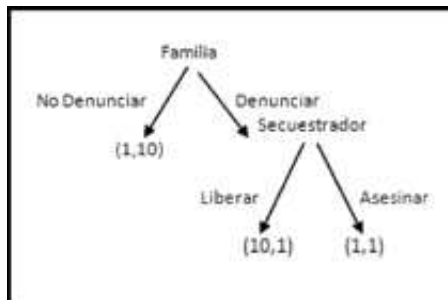 Familia
No Denunciar
Denunciar
Secuestrador
(1,10)
Liberar
Asesinar
(10,1)
(1,1)